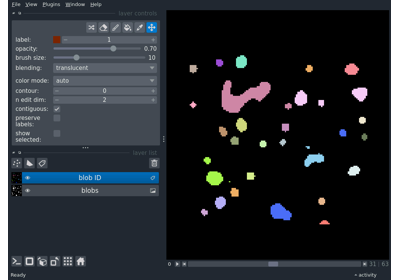 File View Plugins Window Help
layer controls
label: 1
opacity: 0.70
brush size: 10
blending: translucent
color mode: auto
contour: 0
n edit dim: 2
contiguous:
preserve
labels:
show
selected:
layer list
blob ID
blobs
Ready
31 63
activity